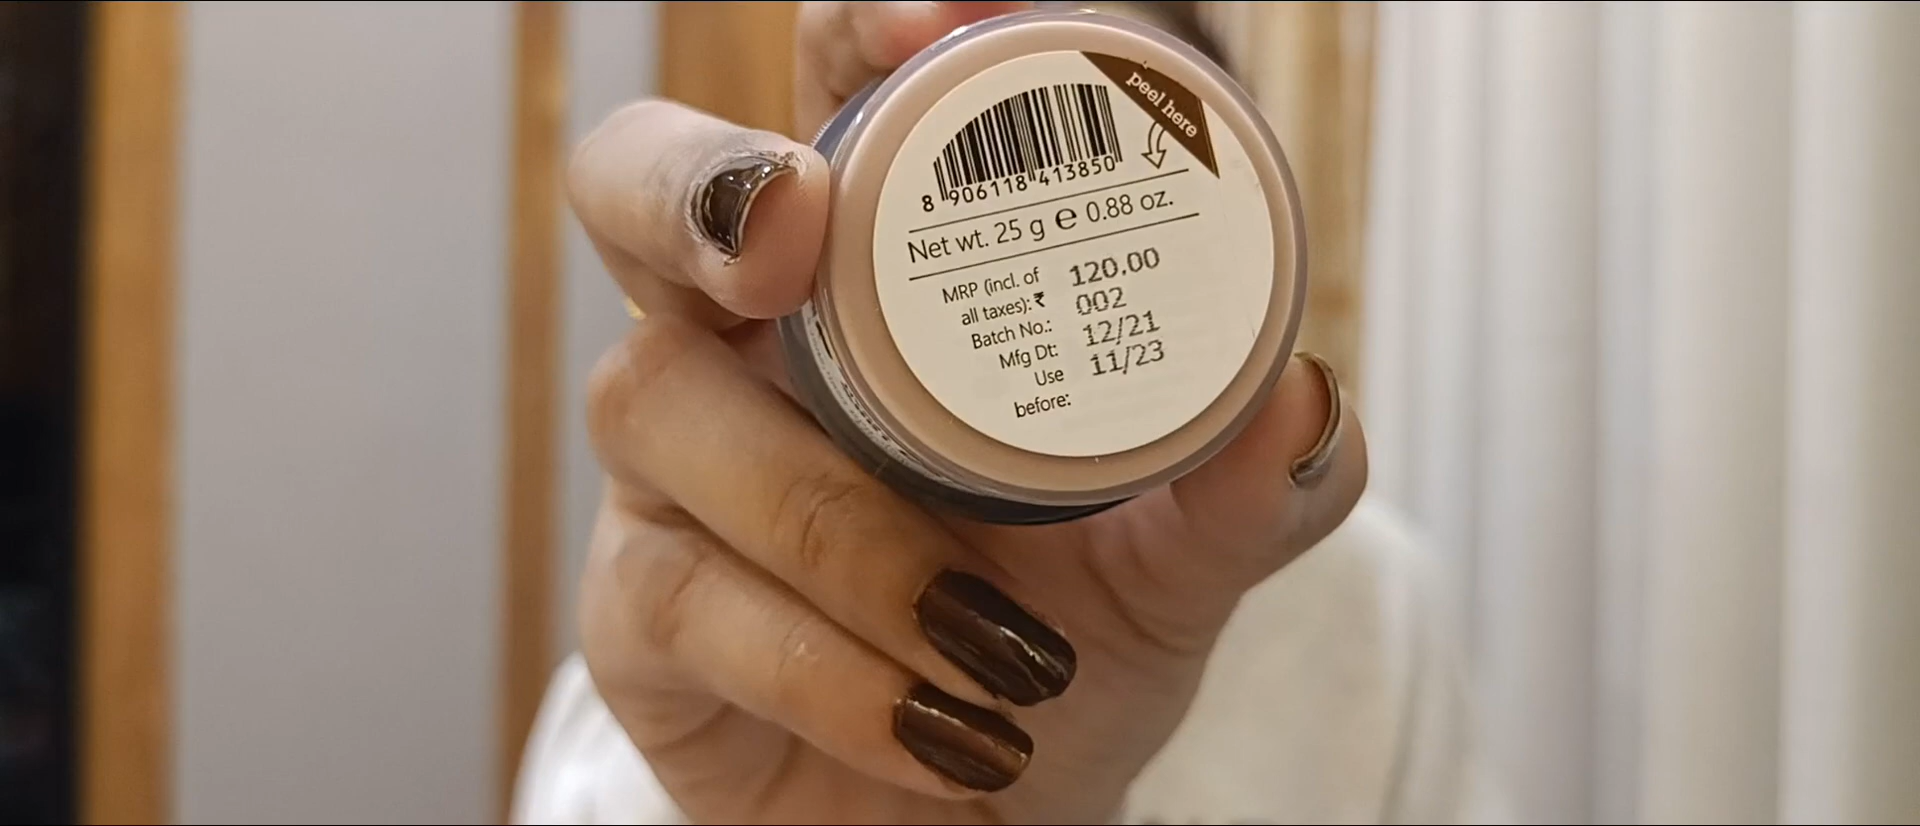 peel here
8 906118 413850
Net wt. 25 g ℮ 0.88 oz.
MRP (incl. of 120.00
all taxes): ₹ 002
Batch No.: 12/21
Mfg Dt: 11/23
Use
before: